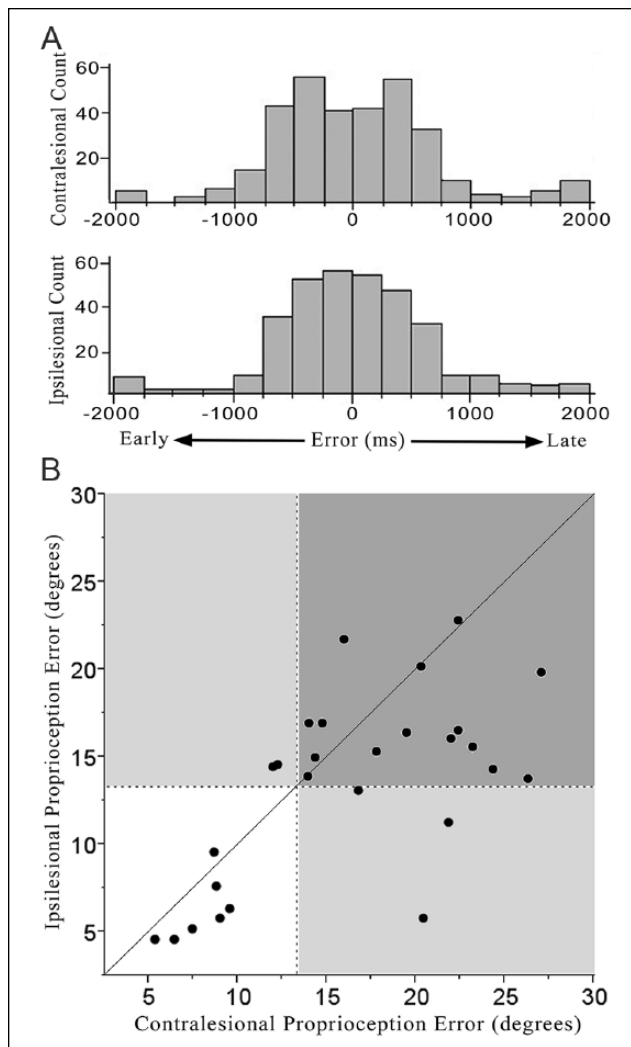 A
Contralesional Count
60
40
20
-2000 -1000 0 1000 2000
Ipsilesional Count
60
40
20
-2000 -1000 0 1000 2000
Early Error (ms) Late
B
Ipsilesional Proprioception Error (degrees)
30
25
20
15
10
5
5 10 15 20 25 30
Contralesional Proprioception Error (degrees)